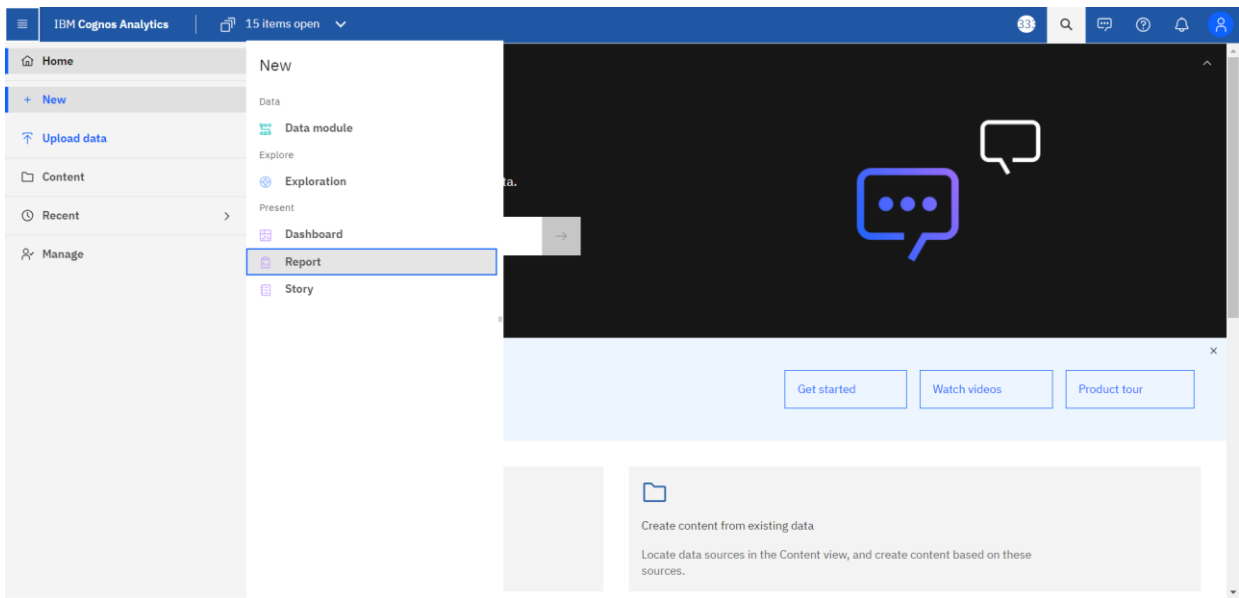 IBM Cognos Analytics
15 items open
Home
New
Upload data
Content
Recent
Manage
New
Data
Data module
Explore
Exploration
Present
Dashboard
Report
Story
ta.
Get started
Watch videos
Product tour
Create content from existing data
Locate data sources in the Content view, and create content based on these
sources.